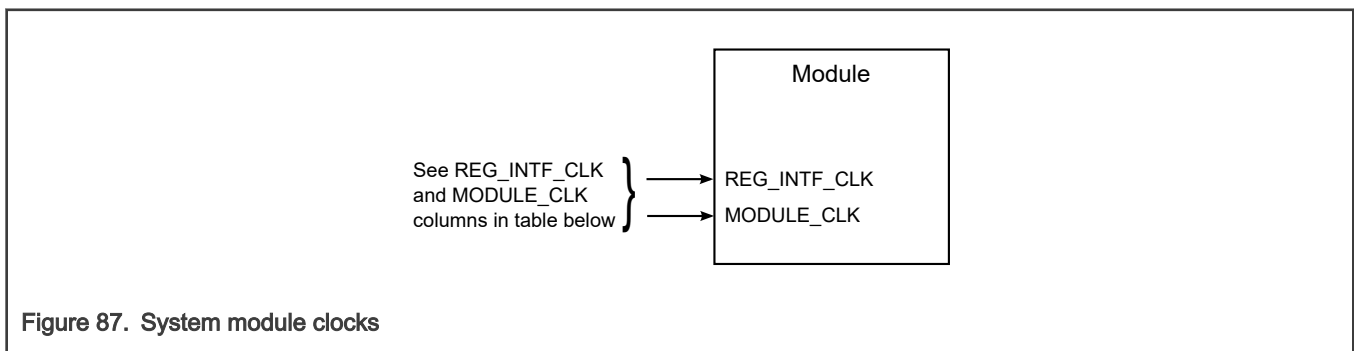 Module
See REG_INTF_CLK
and MODULE_CLK
columns in table below
REG_INTF_CLK
MODULE_CLK
Figure 87. System module clocks